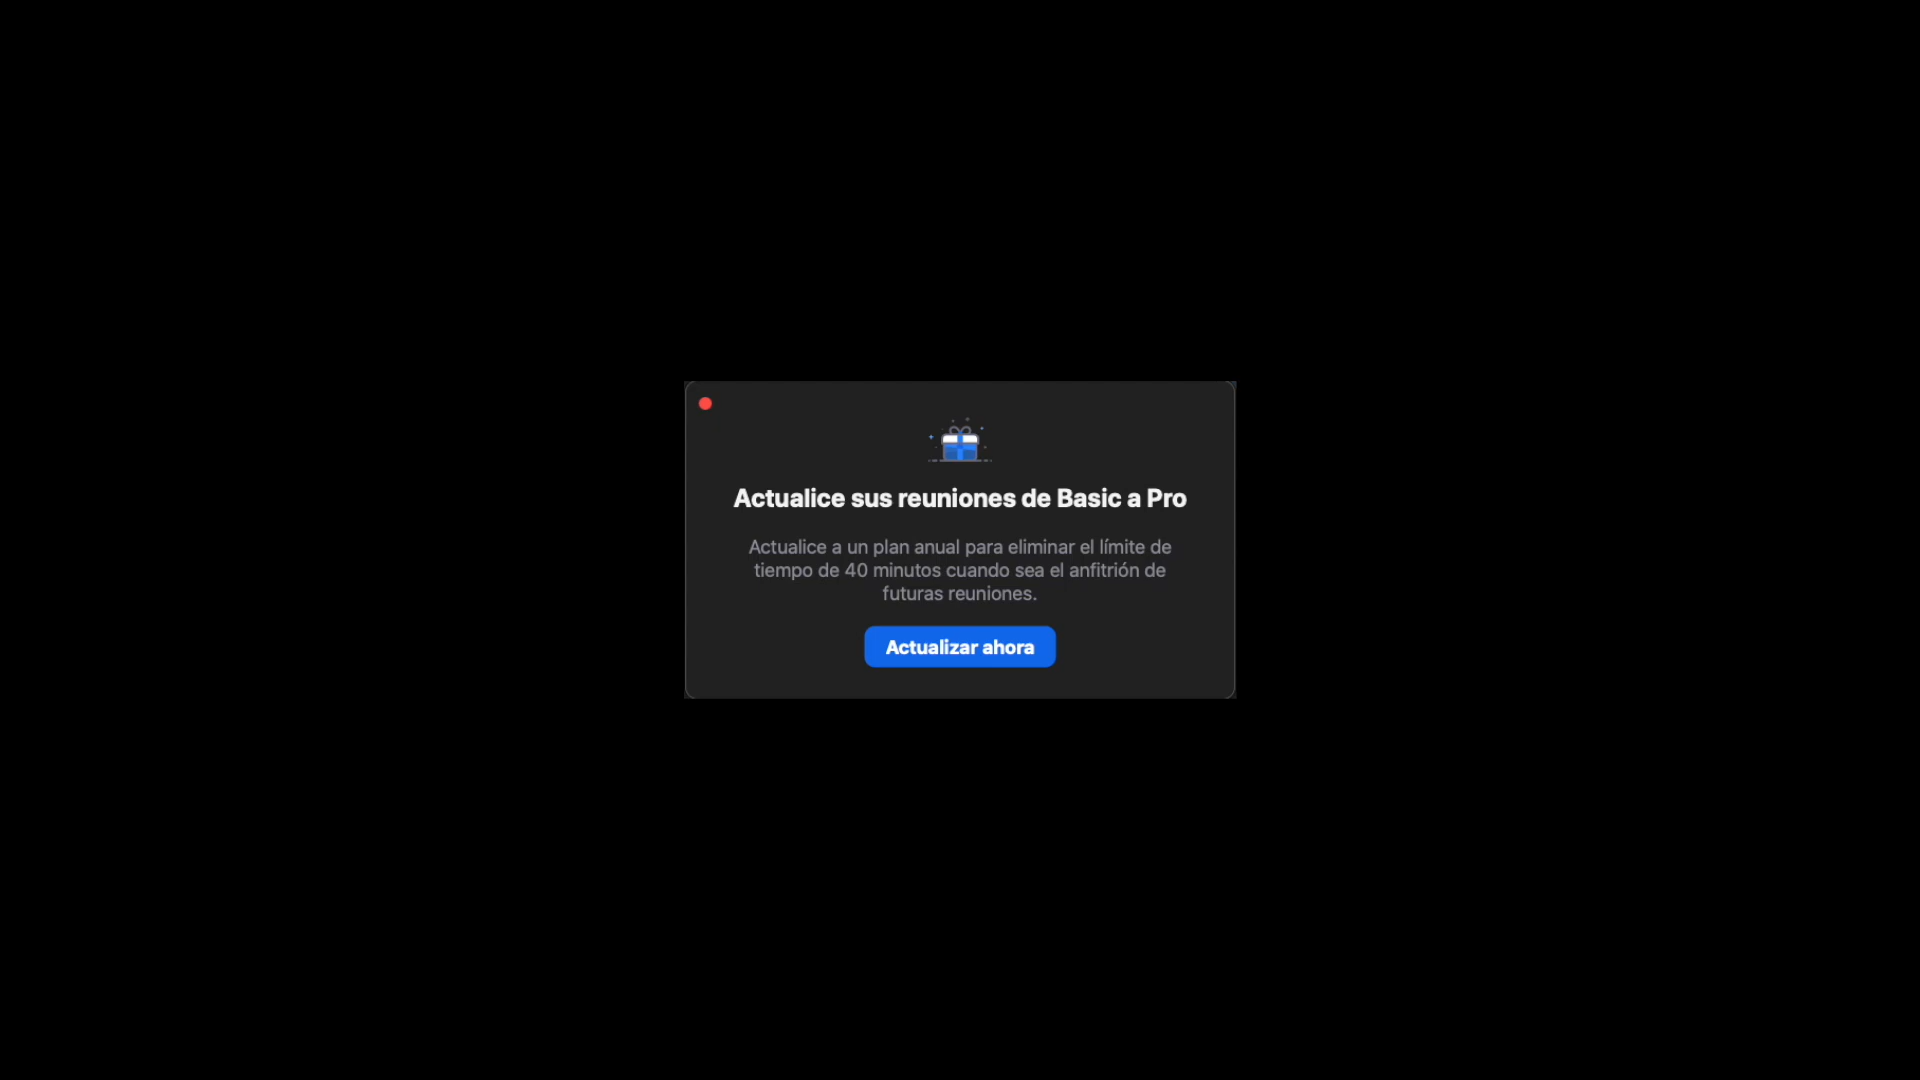 Actualice sus reuniones de Basic a Pro
Actualice a un plan anual para eliminar el límite de
tiempo de 40 minutos cuando sea el anfitrión de
futuras reuniones.
Actualizar ahora